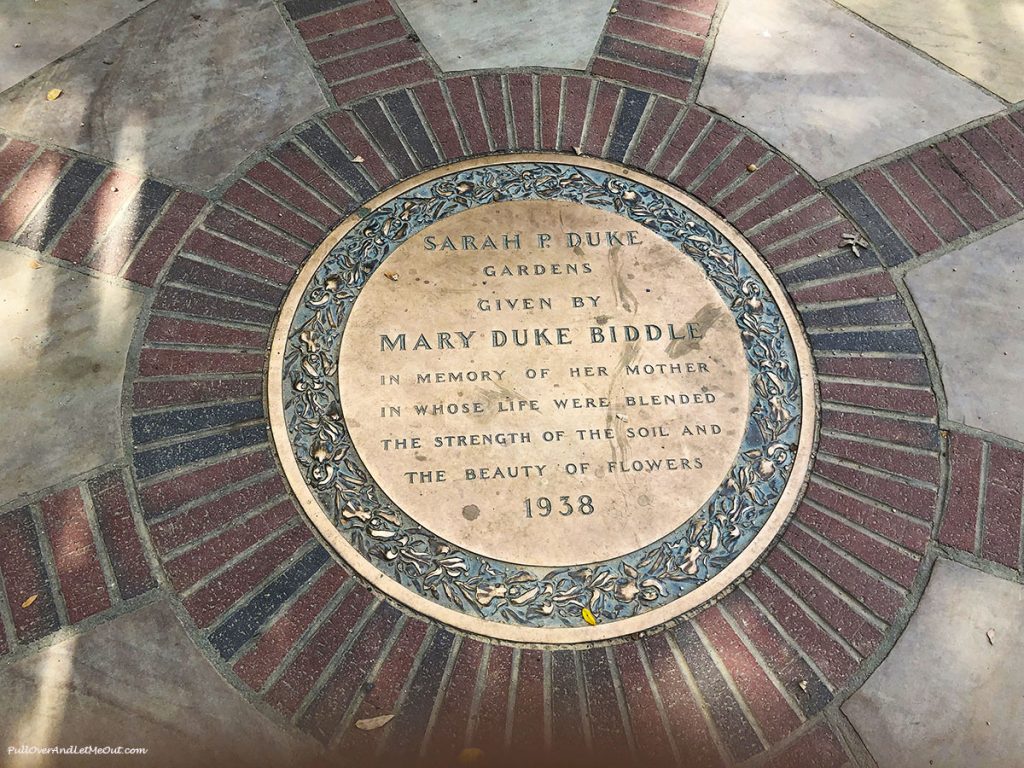 SARAH P. DUKE
GARDENS
GIVEN BY
MARY DUKE BIDDLE
IN MEMORY OF HER MOTHER
IN WHOSE LIFE WERE BLENDED
THE STRENGTH OF THE SOIL AND
THE BEAUTY OF FLOWERS
1938
PullOverAndLetMeOut.com